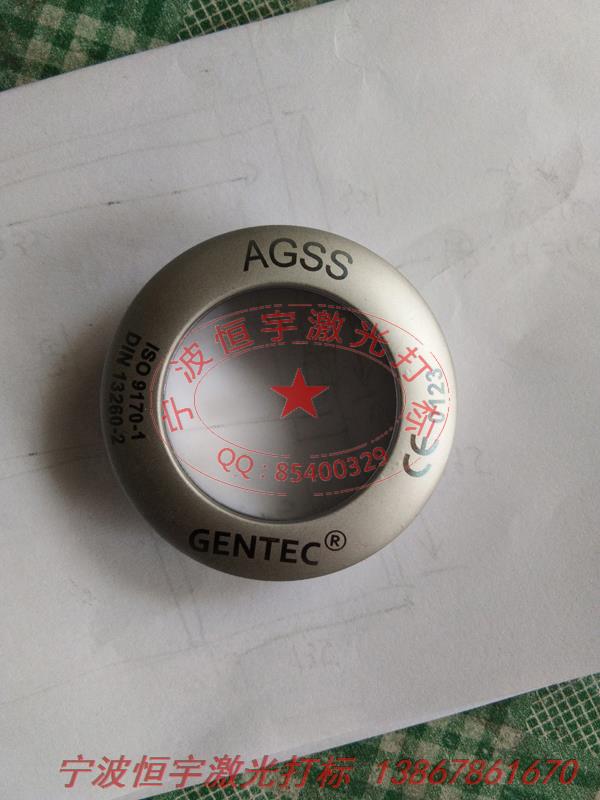 AGSS
ISO 9170-1
DIN 13260-2
CE 0123
GENTEC®
宁波恒宇激光打标
QQ:85400329
宁波恒宇激光打标 13867861670